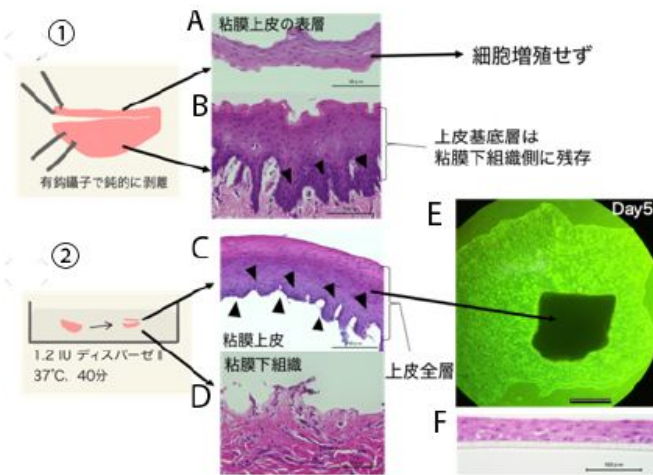 ①
A
粘膜上皮の表層
細胞増殖せず
B
有鈎鑷子で鈍的に剥離
上皮基底層は
粘膜下組織側に残存
E
Day5
②
C
粘膜上皮
上皮全層
1.2 IU ディスパーゼⅡ
37℃, 40分
粘膜下組織
D
F